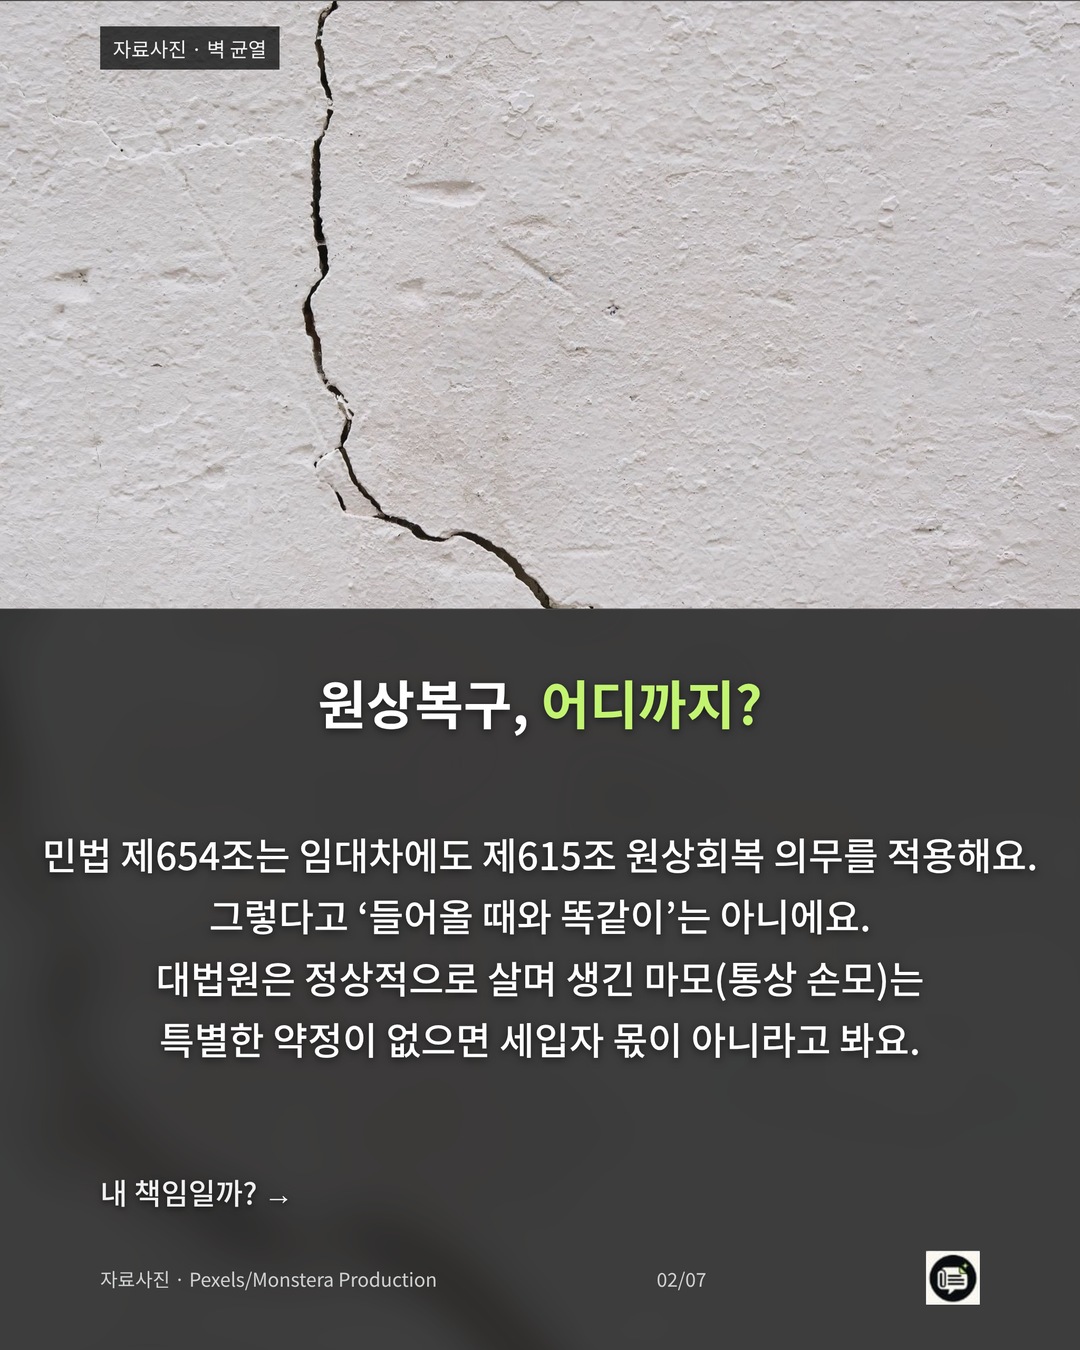 자료사진 · 벽 균열
원상복구, 어디까지?
민법 제654조는 임대차에도 제615조 원상회복 의무를 적용해요.
그렇다고 ‘들어올 때와 똑같이’는 아니에요.
대법원은 정상적으로 살며 생긴 마모(통상 손모)는
특별한 약정이 없으면 세입자 몫이 아니라고 봐요.
내 책임일까? →
자료사진 · Pexels/Monstera Production
02/07